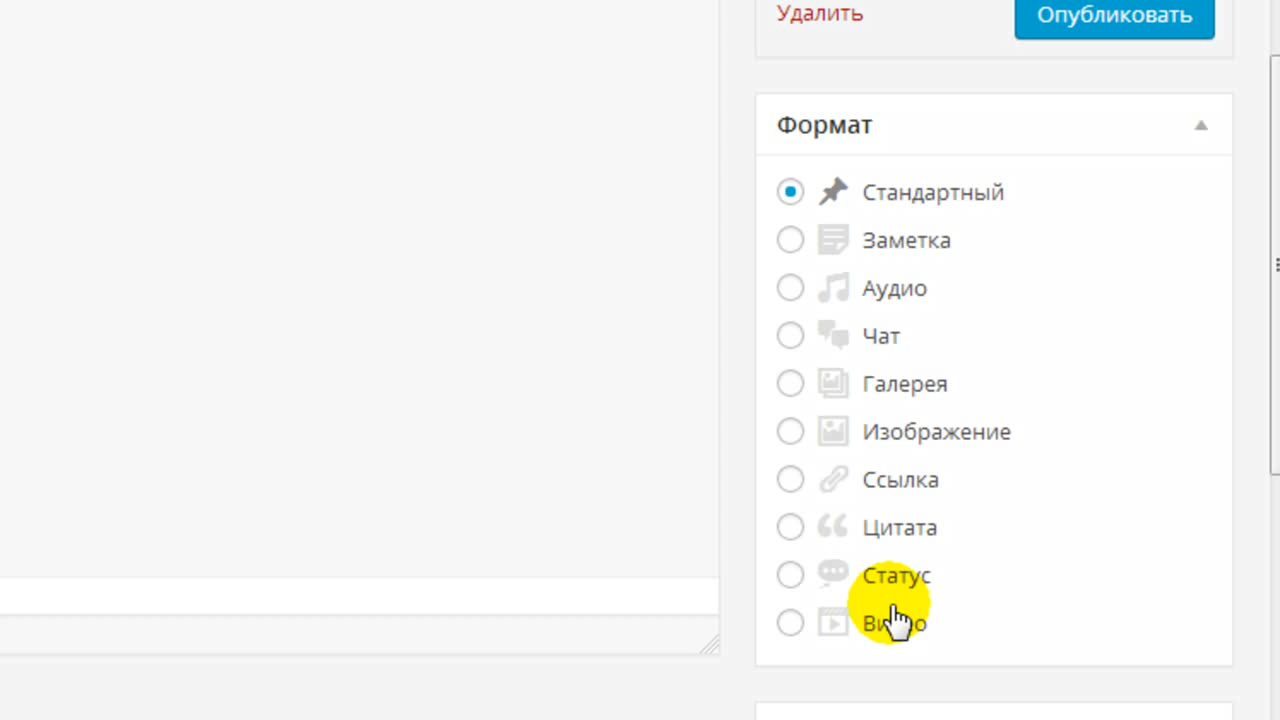 Удалить
Опубликовать
Формат
Стандартный
Заметка
Аудио
Чат
Галерея
Изображение
Ссылка
Цитата
Статус